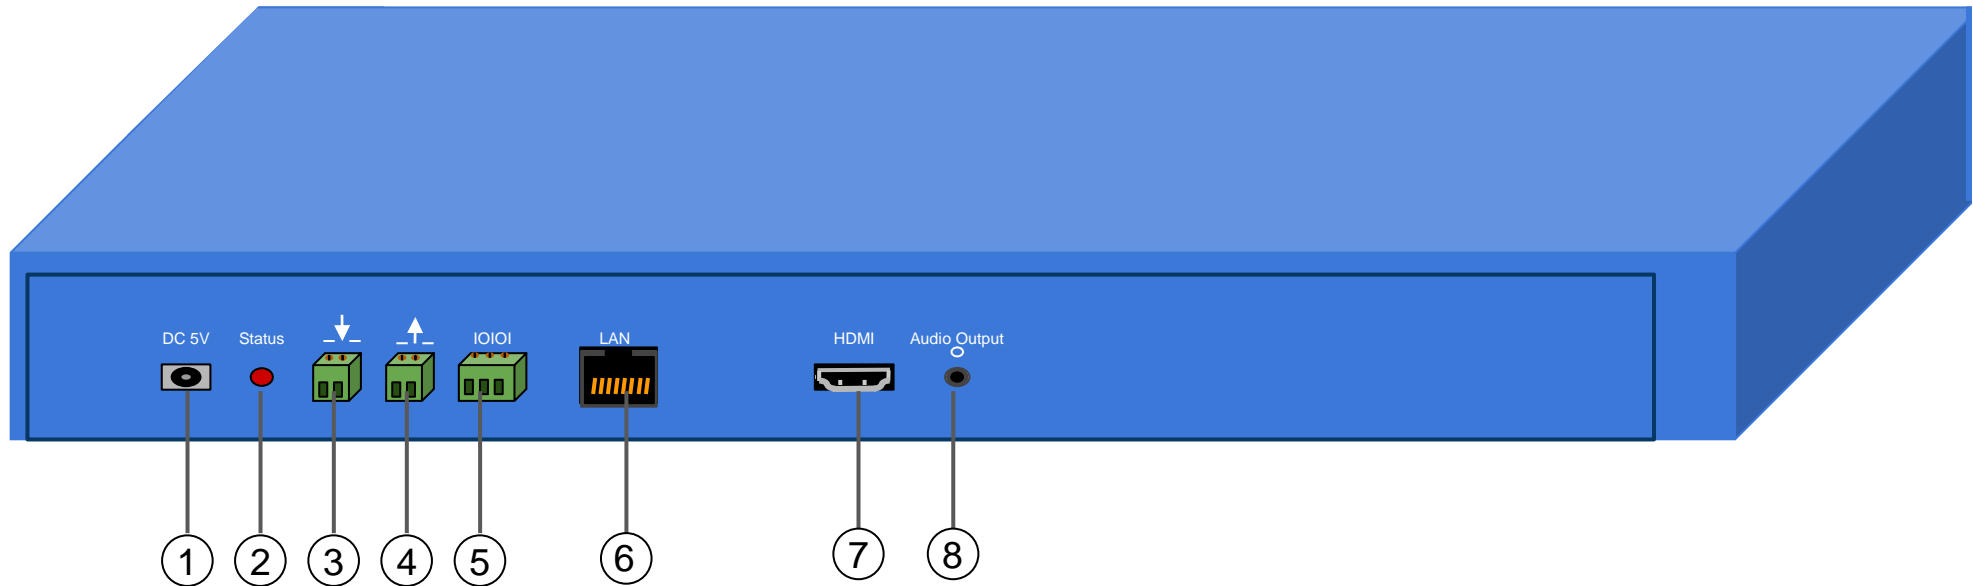 DC 5V Status IOIOI LAN HDMI Audio Output
1 2 3 4 5 6 7 8